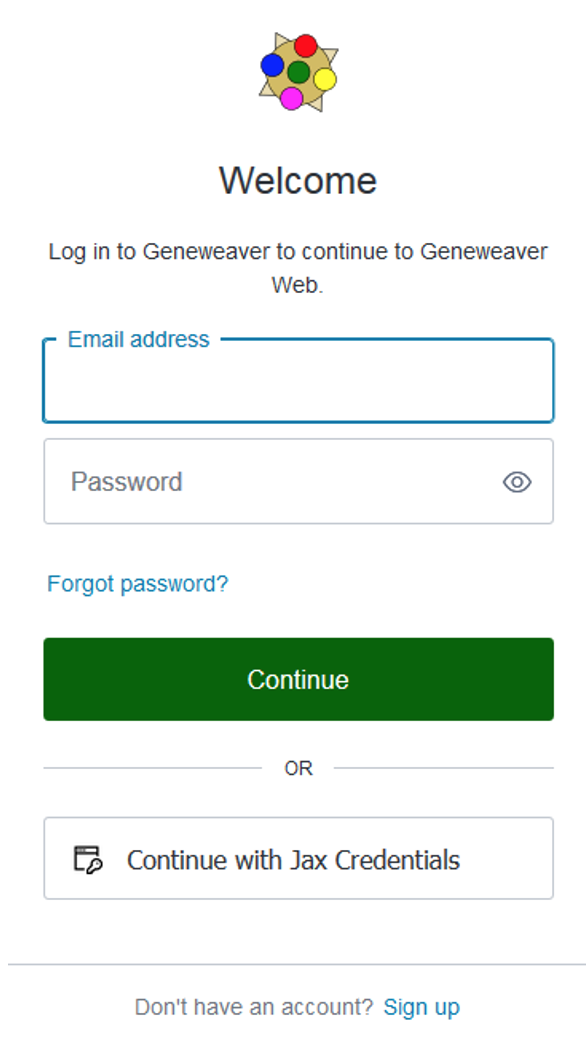 Welcome
Log in to Geneweaver to continue to Geneweaver
Web.
Email address
Password
Forgot password?
Continue
OR
Continue with Jax Credentials
Don't have an account? Sign up